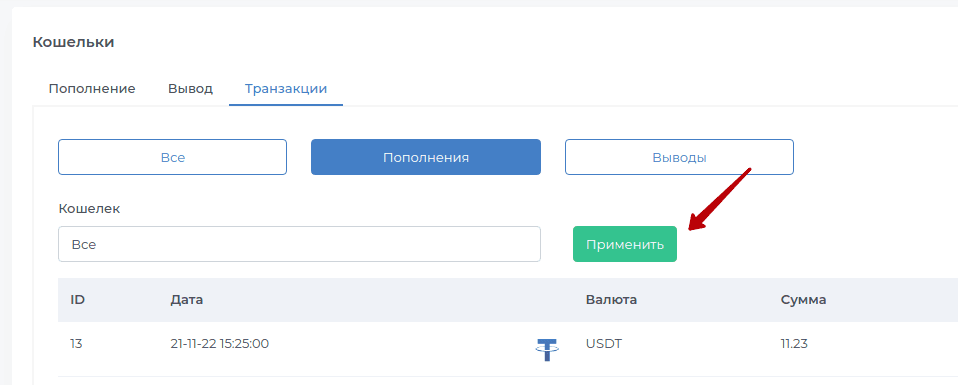 Кошельки
Пополнение Вывод Транзакции
Все Пополнения Выводы
Кошелек
Все Применить
ID Дата Валюта Сумма
13 21-11-22 15:25:00 USDT 11.23